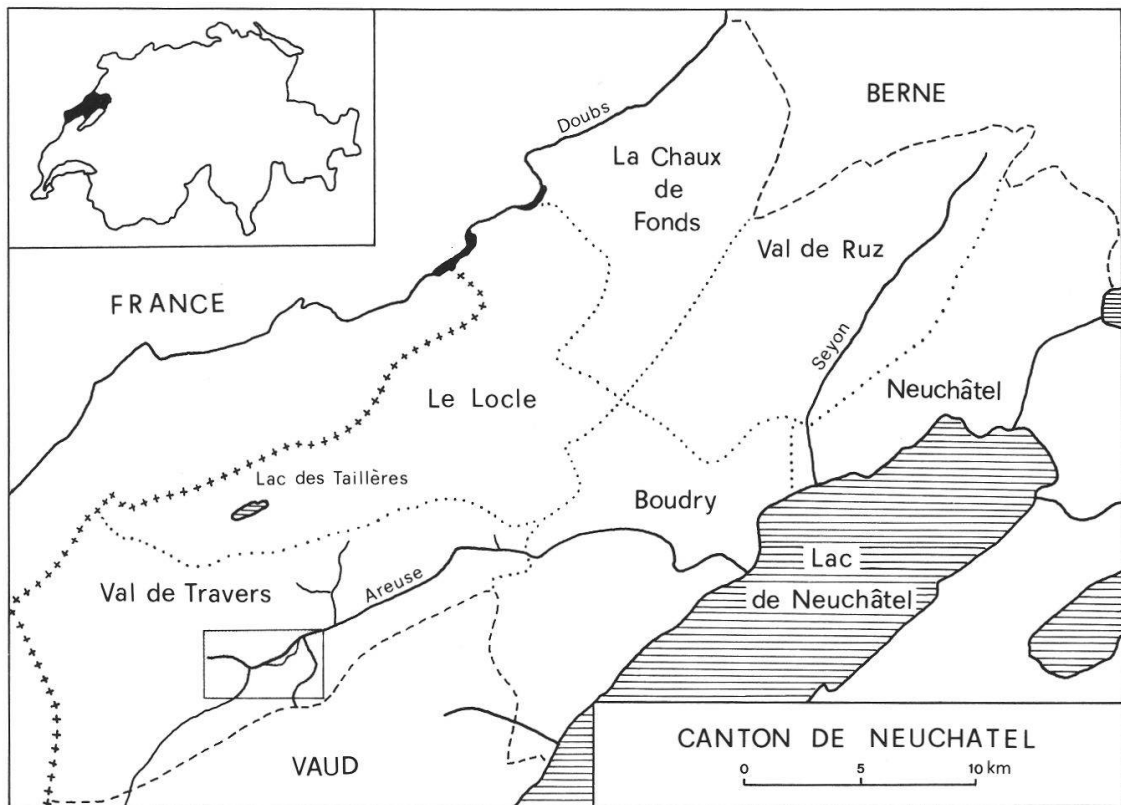 BERNE
Doubs
La Chaux
de
Fonds
Val de Ruz
FRANCE
Seyon
Le Locle
Neuchâtel
Lac des Taillères
Boudry
Lac
de Neuchâtel
Val de Travers
Areuse
VAUD
CANTON DE NEUCHATEL
0 5 10 km